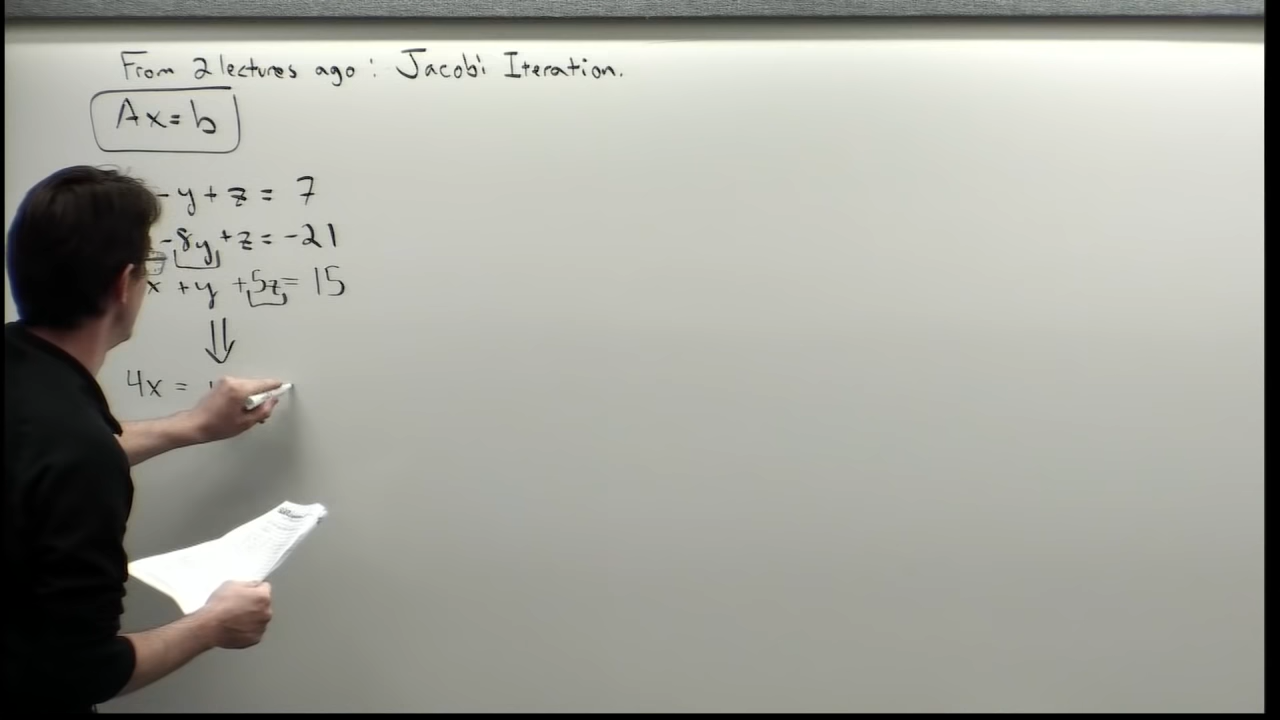 From 2 lectures ago : Jacobi Iteration.
Ax = b
- y + z = 7
- 8y + z = -21
x + y + 5z = 15
4x =